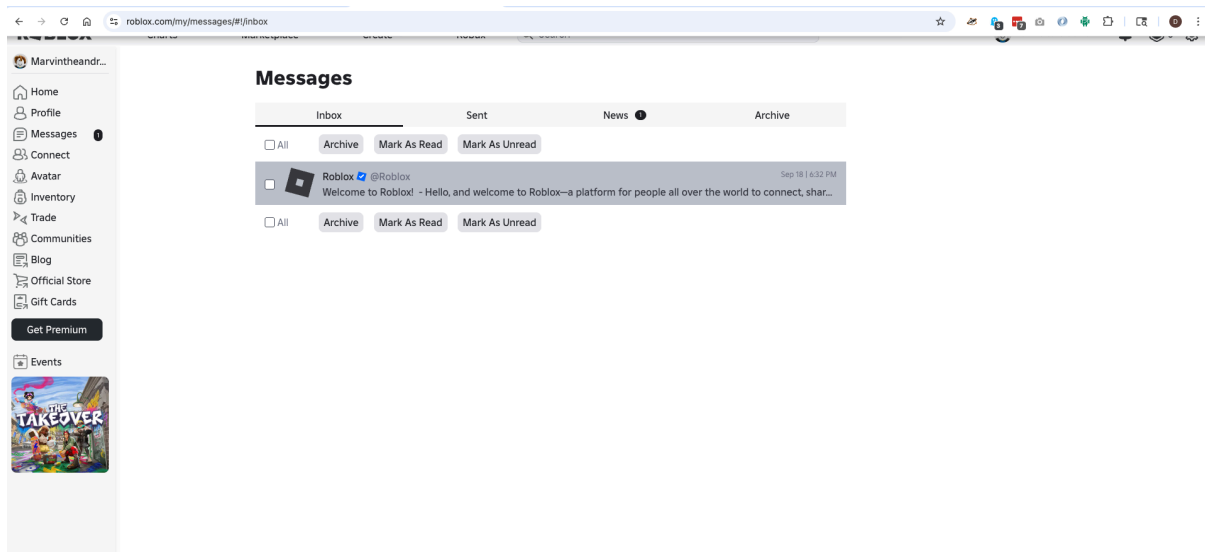 roblox.com/my/messages/#!/inbox
Marvintheandr...
Home
Profile
Messages 1
Connect
Avatar
Inventory
Trade
Communities
Blog
Official Store
Gift Cards
Get Premium
Events
THE
TAKEOVER
Messages
Inbox Sent News 1 Archive
All Archive Mark As Read Mark As Unread
Roblox @Roblox Sep 18 | 6:32 PM
Welcome to Roblox! - Hello, and welcome to Roblox—a platform for people all over the world to connect, shar...
All Archive Mark As Read Mark As Unread